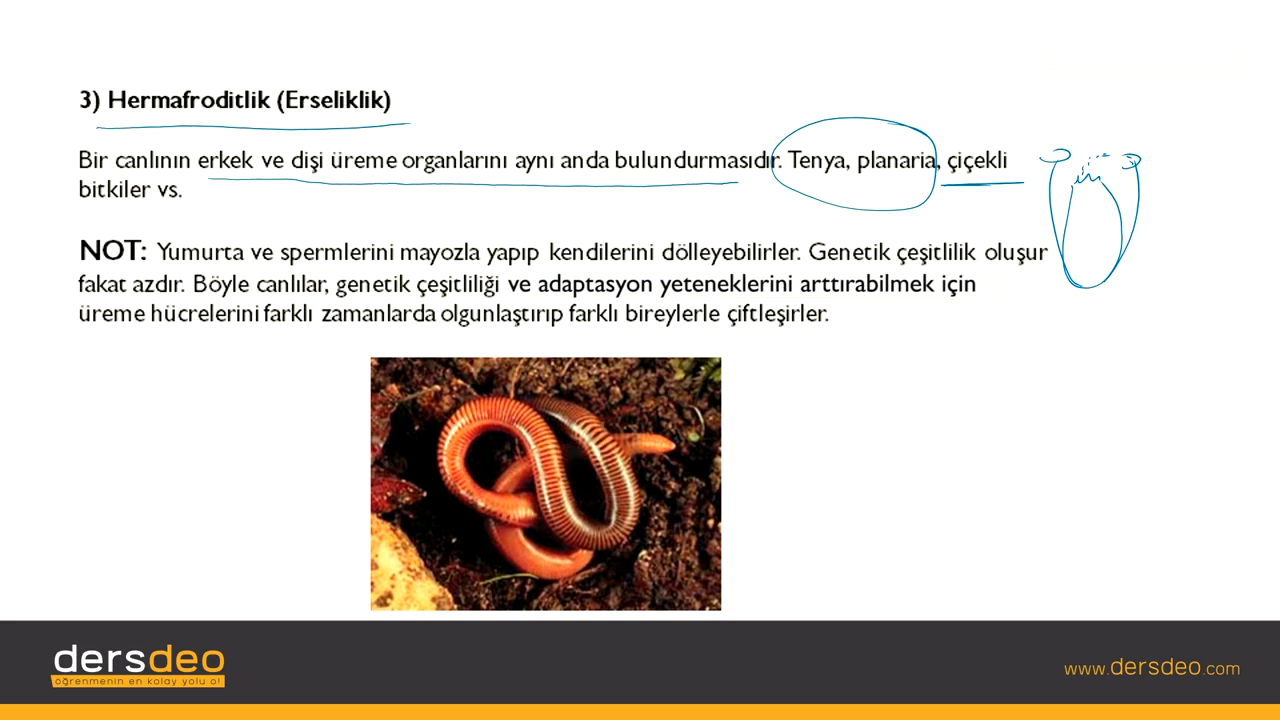 3) Hermafroditlik (Erseliklik)
Bir canlının erkek ve dişi üreme organlarını aynı anda bulundurmasıdır. Tenya, planaria, çiçekli
bitkiler vs.
NOT: Yumurta ve spermlerini mayozla yapıp kendilerini dölleyebilirler. Genetik çeşitlilik oluşur
fakat azdır. Böyle canlılar, genetik çeşitliliği ve adaptasyon yeteneklerini arttırabilmek için
üreme hücrelerini farklı zamanlarda olgunlaştırıp farklı bireylerle çiftleşirler.
dersdeo
öğrenmenin en kolay yolu o!
www.dersdeo.com